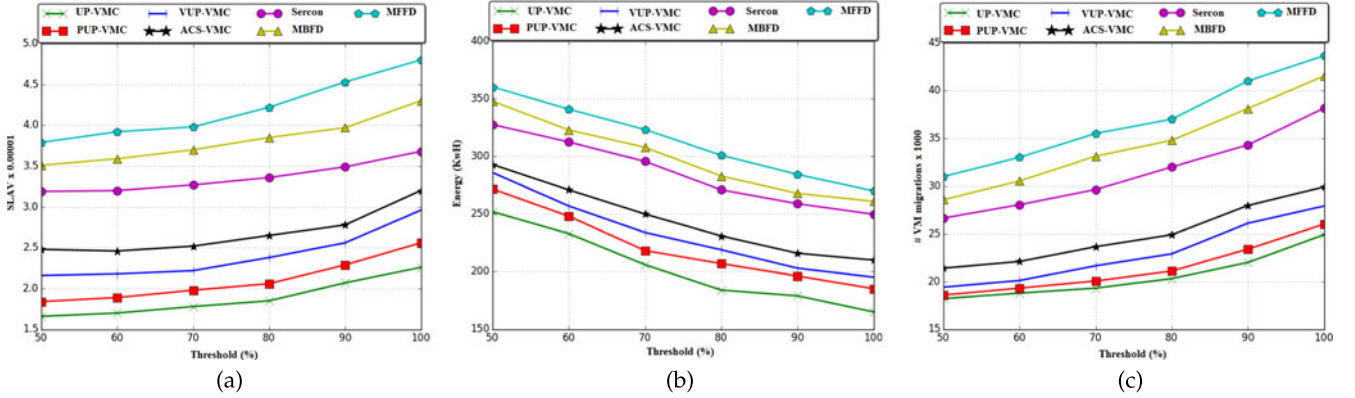 UP-VMC VUP-VMC Sercon MFFD
PUP-VMC ACS-VMC MBFD
5.0
4.5
4.0
3.5
3.0
2.5
2.0
1.5
SLAV x 0.00001
50 60 70 80 90 100
Threshold (%)
(a)
UP-VMC VUP-VMC Sercon MFFD
PUP-VMC ACS-VMC MBFD
400
350
300
250
200
150
Energy (KwH)
50 60 70 80 90 100
Threshold (%)
(b)
UP-VMC VUP-VMC Sercon MFFD
PUP-VMC ACS-VMC MBFD
45
40
35
30
25
20
15
# VM migrations x 1000
50 60 70 80 90 100
Threshold (%)
(c)